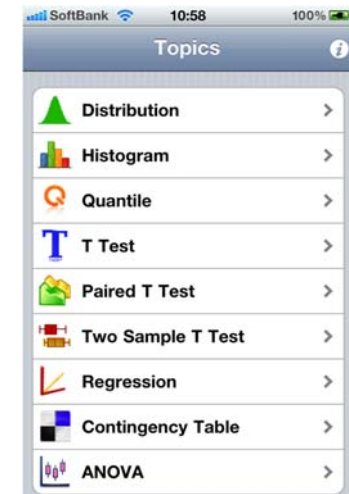 SoftBank 10:58 100%
Topics
Distribution
Histogram
Quantile
T Test
Paired T Test
Two Sample T Test
Regression
Contingency Table
ANOVA